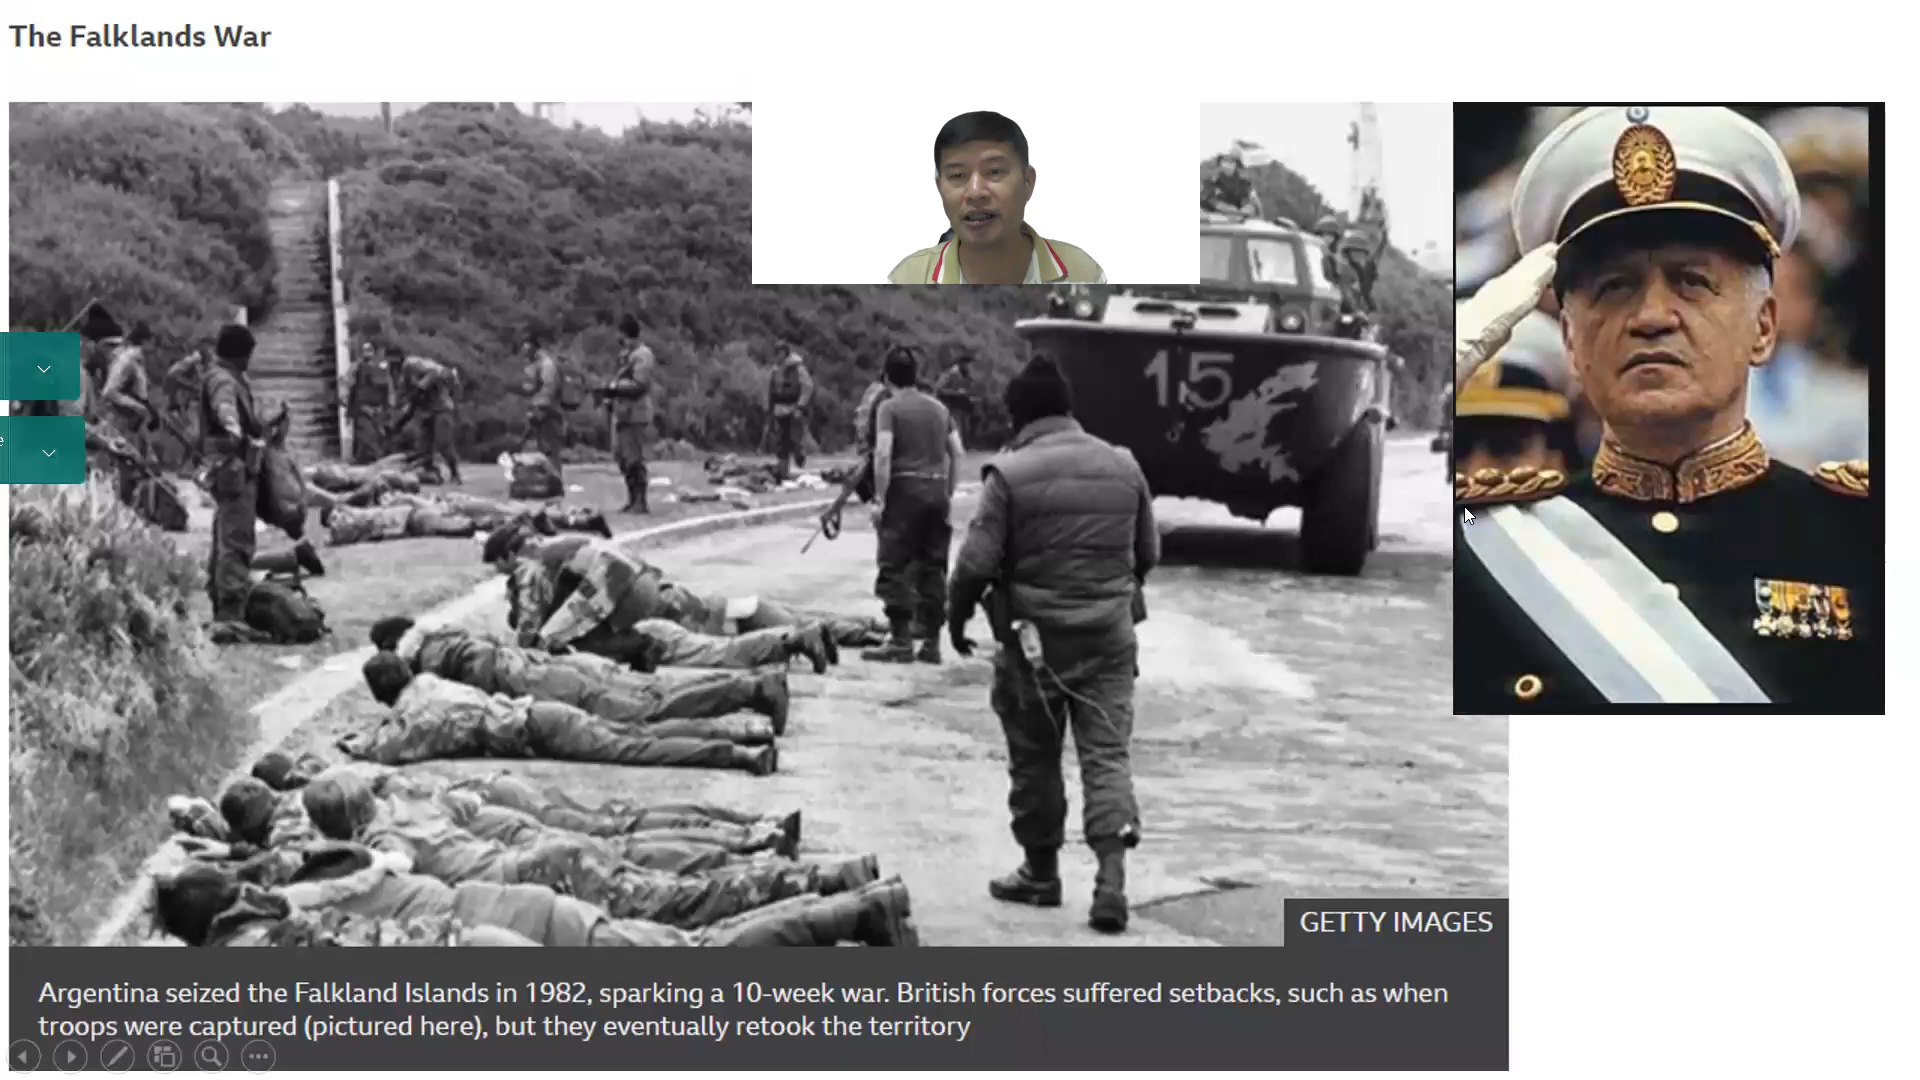 The Falklands War
15
e
GETTY IMAGES
Argentina seized the Falkland Islands in 1982, sparking a 10-week war. British forces suffered setbacks, such as when
troops were captured (pictured here), but they eventually retook the territory